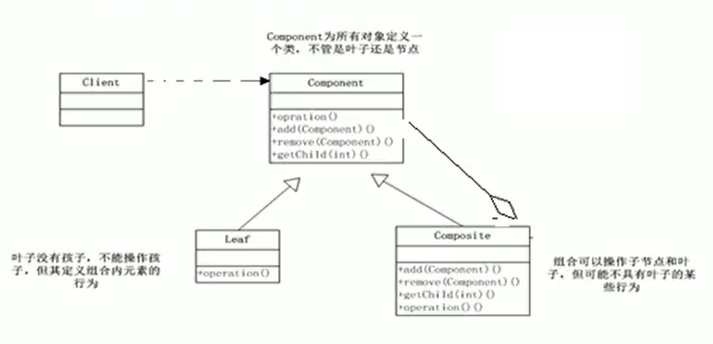 Component为所有对象定义一
个类，不管是叶子还是节点
Client
Component
+opration()
+add(Component)()
+remove(Component)()
+getChild(int)()
Leaf
+operation()
叶子没有孩子，不能操作孩
子，但其定义组合内元素的
行为
Composite
+add(Component)()
+remove(Component)()
+getChild(int)()
+operation()()
组合可以操作子节点和叶
子，但可能不具有叶子的某
些行为